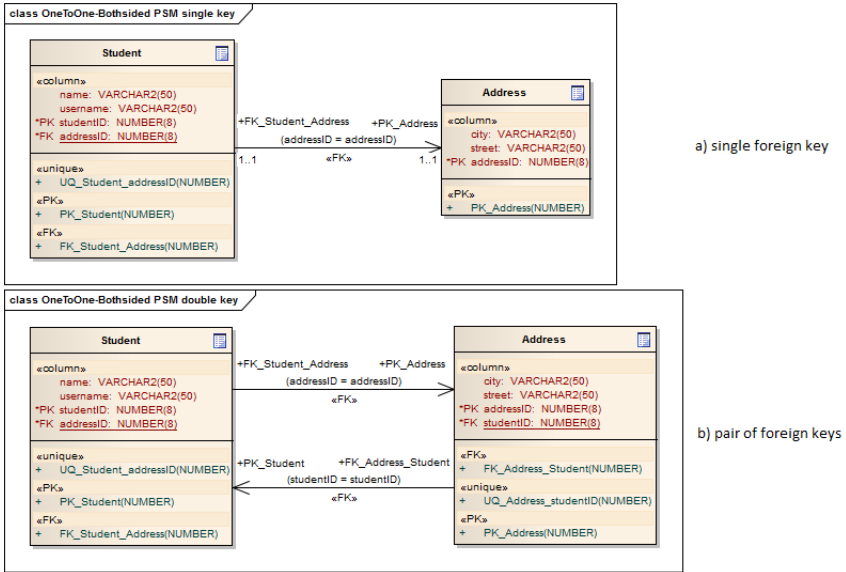 class OneToOne-Bothsided PSM single key
Student
«column»
name: VARCHAR2(50)
username: VARCHAR2(50)
*PK studentID: NUMBER(8)
*FK addressID: NUMBER(8)
«unique»
+ UQ_Student_addressID(NUMBER)
«PK»
+ PK_Student(NUMBER)
«FK»
+ FK_Student_Address(NUMBER)
+FK_Student_Address +PK_Address
(addressID = addressID)
1..1 «FK» 1..1
Address
«column»
city: VARCHAR2(50)
street: VARCHAR2(50)
*PK addressID: NUMBER(8)
«PK»
+ PK_Address(NUMBER)
a) single foreign key
class OneToOne-Bothsided PSM double key
Student
«column»
name: VARCHAR2(50)
username: VARCHAR2(50)
*PK studentID: NUMBER(8)
*FK addressID: NUMBER(8)
«unique»
+ UQ_Student_addressID(NUMBER)
«PK»
+ PK_Student(NUMBER)
«FK»
+ FK_Student_Address(NUMBER)
+FK_Student_Address +PK_Address
(addressID = addressID)
«FK»
+PK_Student +FK_Address_Student
(studentID = studentID)
«FK»
Address
«column»
city: VARCHAR2(50)
street: VARCHAR2(50)
*PK addressID: NUMBER(8)
*FK studentID: NUMBER(8)
«FK»
+ FK_Address_Student(NUMBER)
«unique»
+ UQ_Address_studentID(NUMBER)
«PK»
+ PK_Address(NUMBER)
b) pair of foreign keys